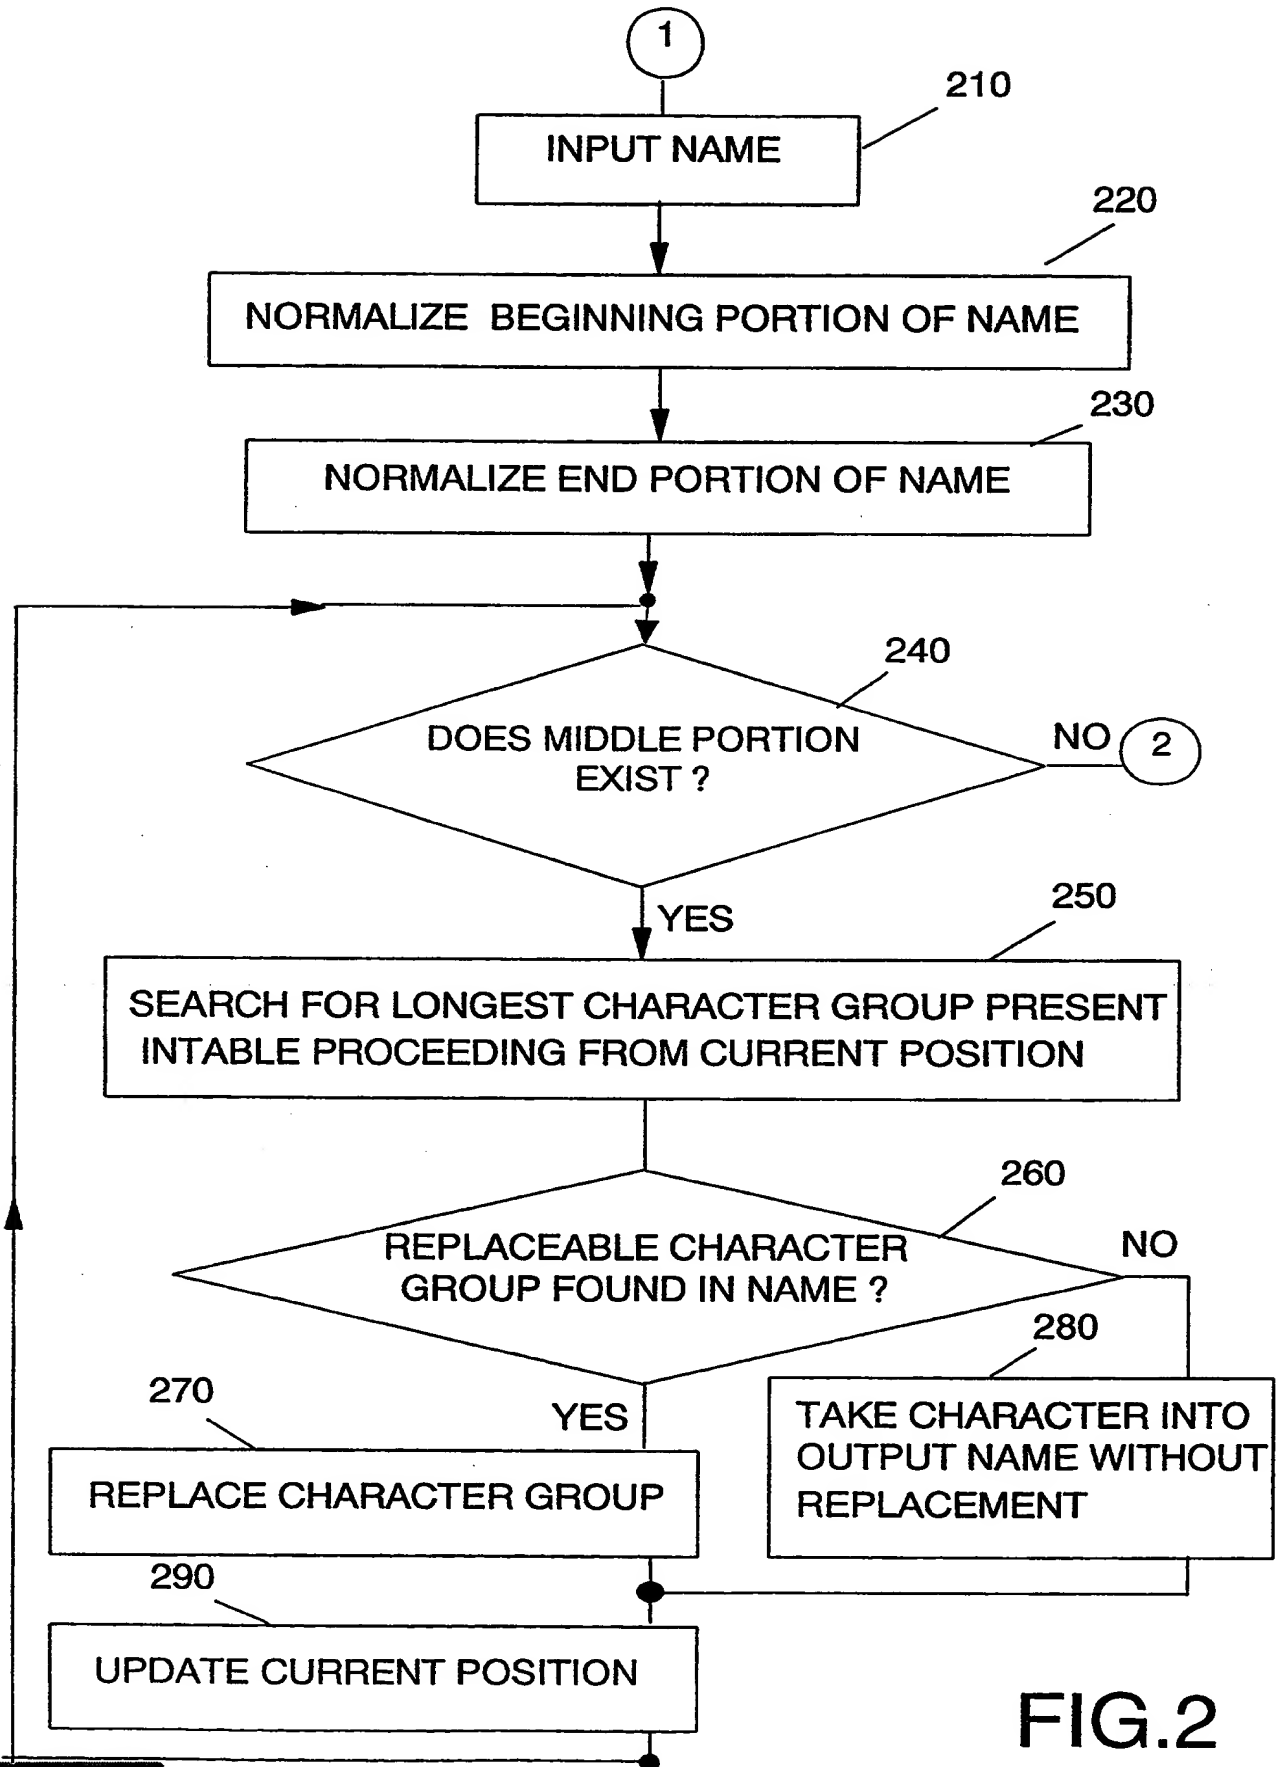 1
210
INPUT NAME
220
NORMALIZE BEGINNING PORTION OF NAME
230
NORMALIZE END PORTION OF NAME
240
DOES MIDDLE PORTION
EXIST ?
NO
2
YES
250
SEARCH FOR LONGEST CHARACTER GROUP PRESENT
INTABLE PROCEEDING FROM CURRENT POSITION
260
REPLACEABLE CHARACTER
GROUP FOUND IN NAME ?
NO
280
270
YES
TAKE CHARACTER INTO
OUTPUT NAME WITHOUT
REPLACEMENT
REPLACE CHARACTER GROUP
290
UPDATE CURRENT POSITION
FIG.2